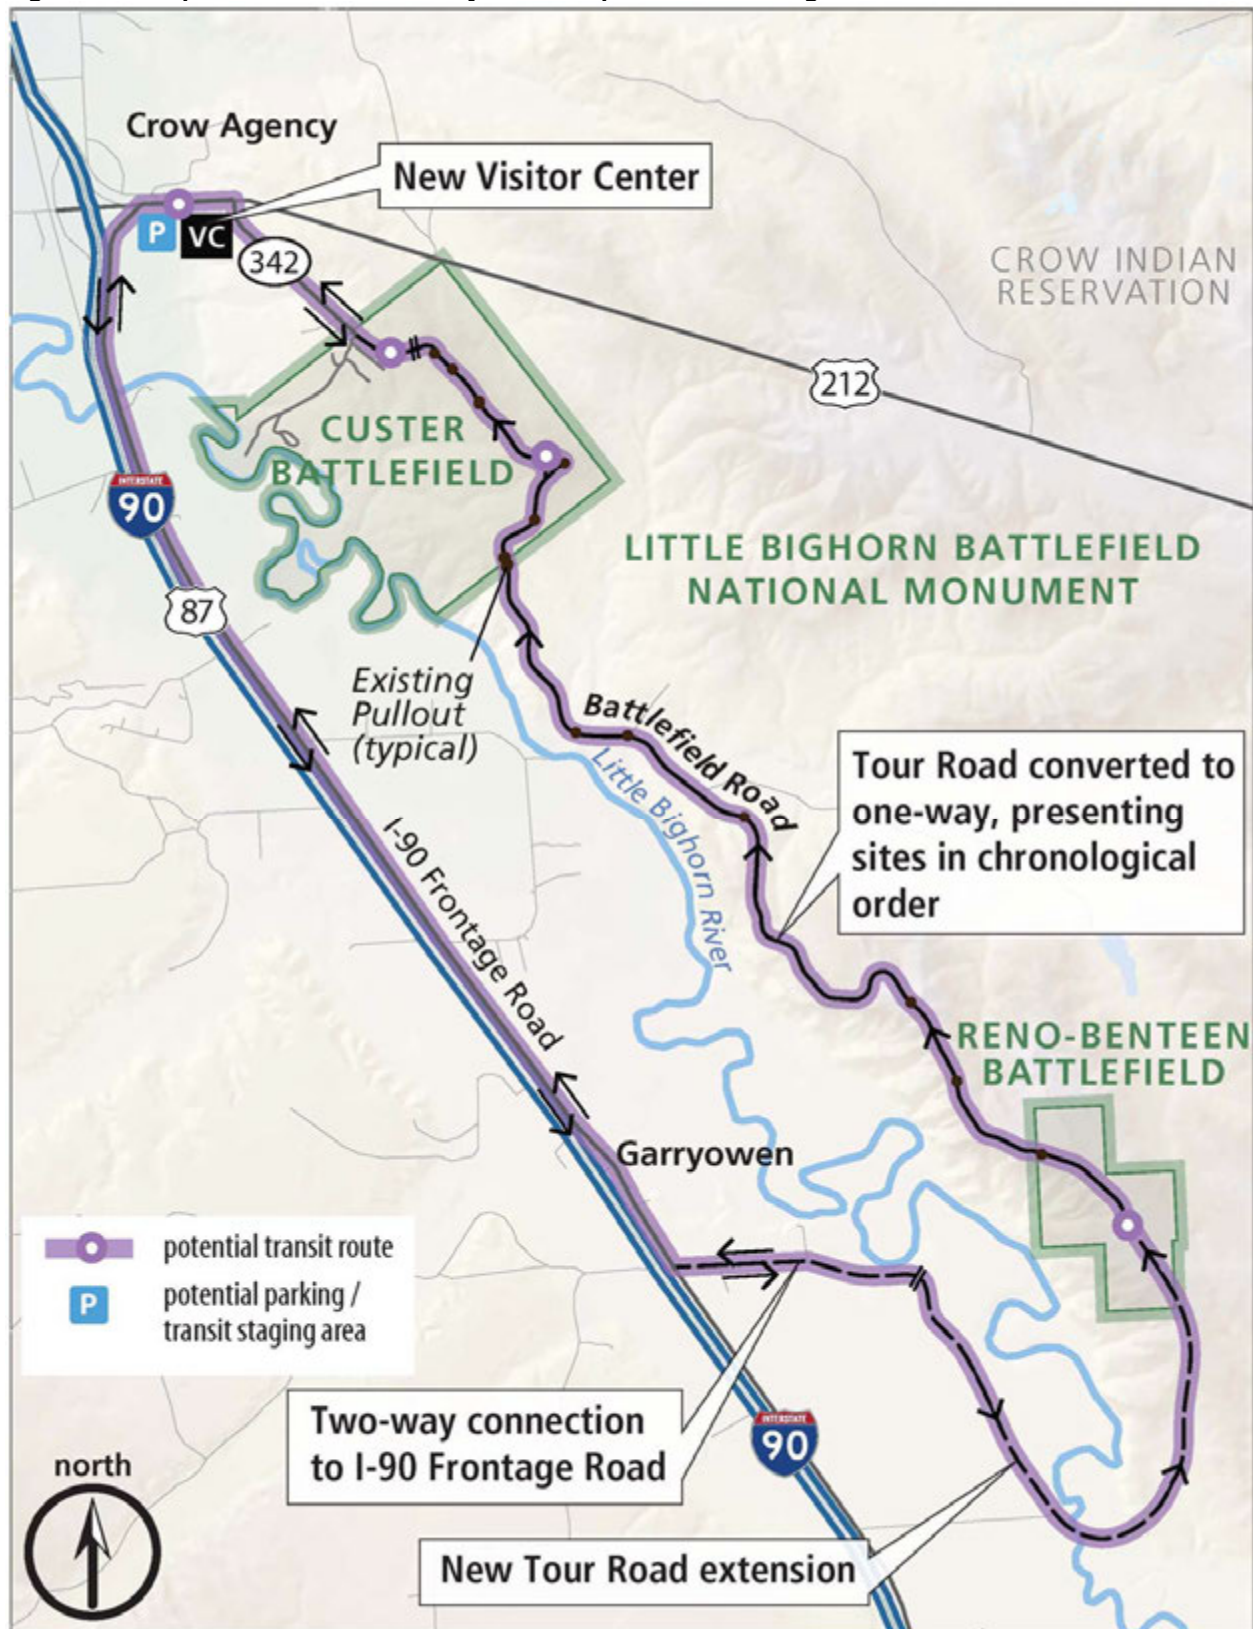 Crow Agency
New Visitor Center
P
VC
342
CROW INDIAN
RESERVATION
212
CUSTER
BATTLEFIELD
INTERSTATE
90
LITTLE BIGHORN BATTLEFIELD
NATIONAL MONUMENT
87
Existing
Pullout
(typical)
Battlefield Road
Little Bighorn River
Tour Road converted to
one-way, presenting
sites in chronological
order
I-90 Frontage Road
RENO-BENTEEN
BATTLEFIELD
Garryowen
potential transit route
P
potential parking /
transit staging area
Two-way connection
to I-90 Frontage Road
INTERSTATE
90
north
New Tour Road extension